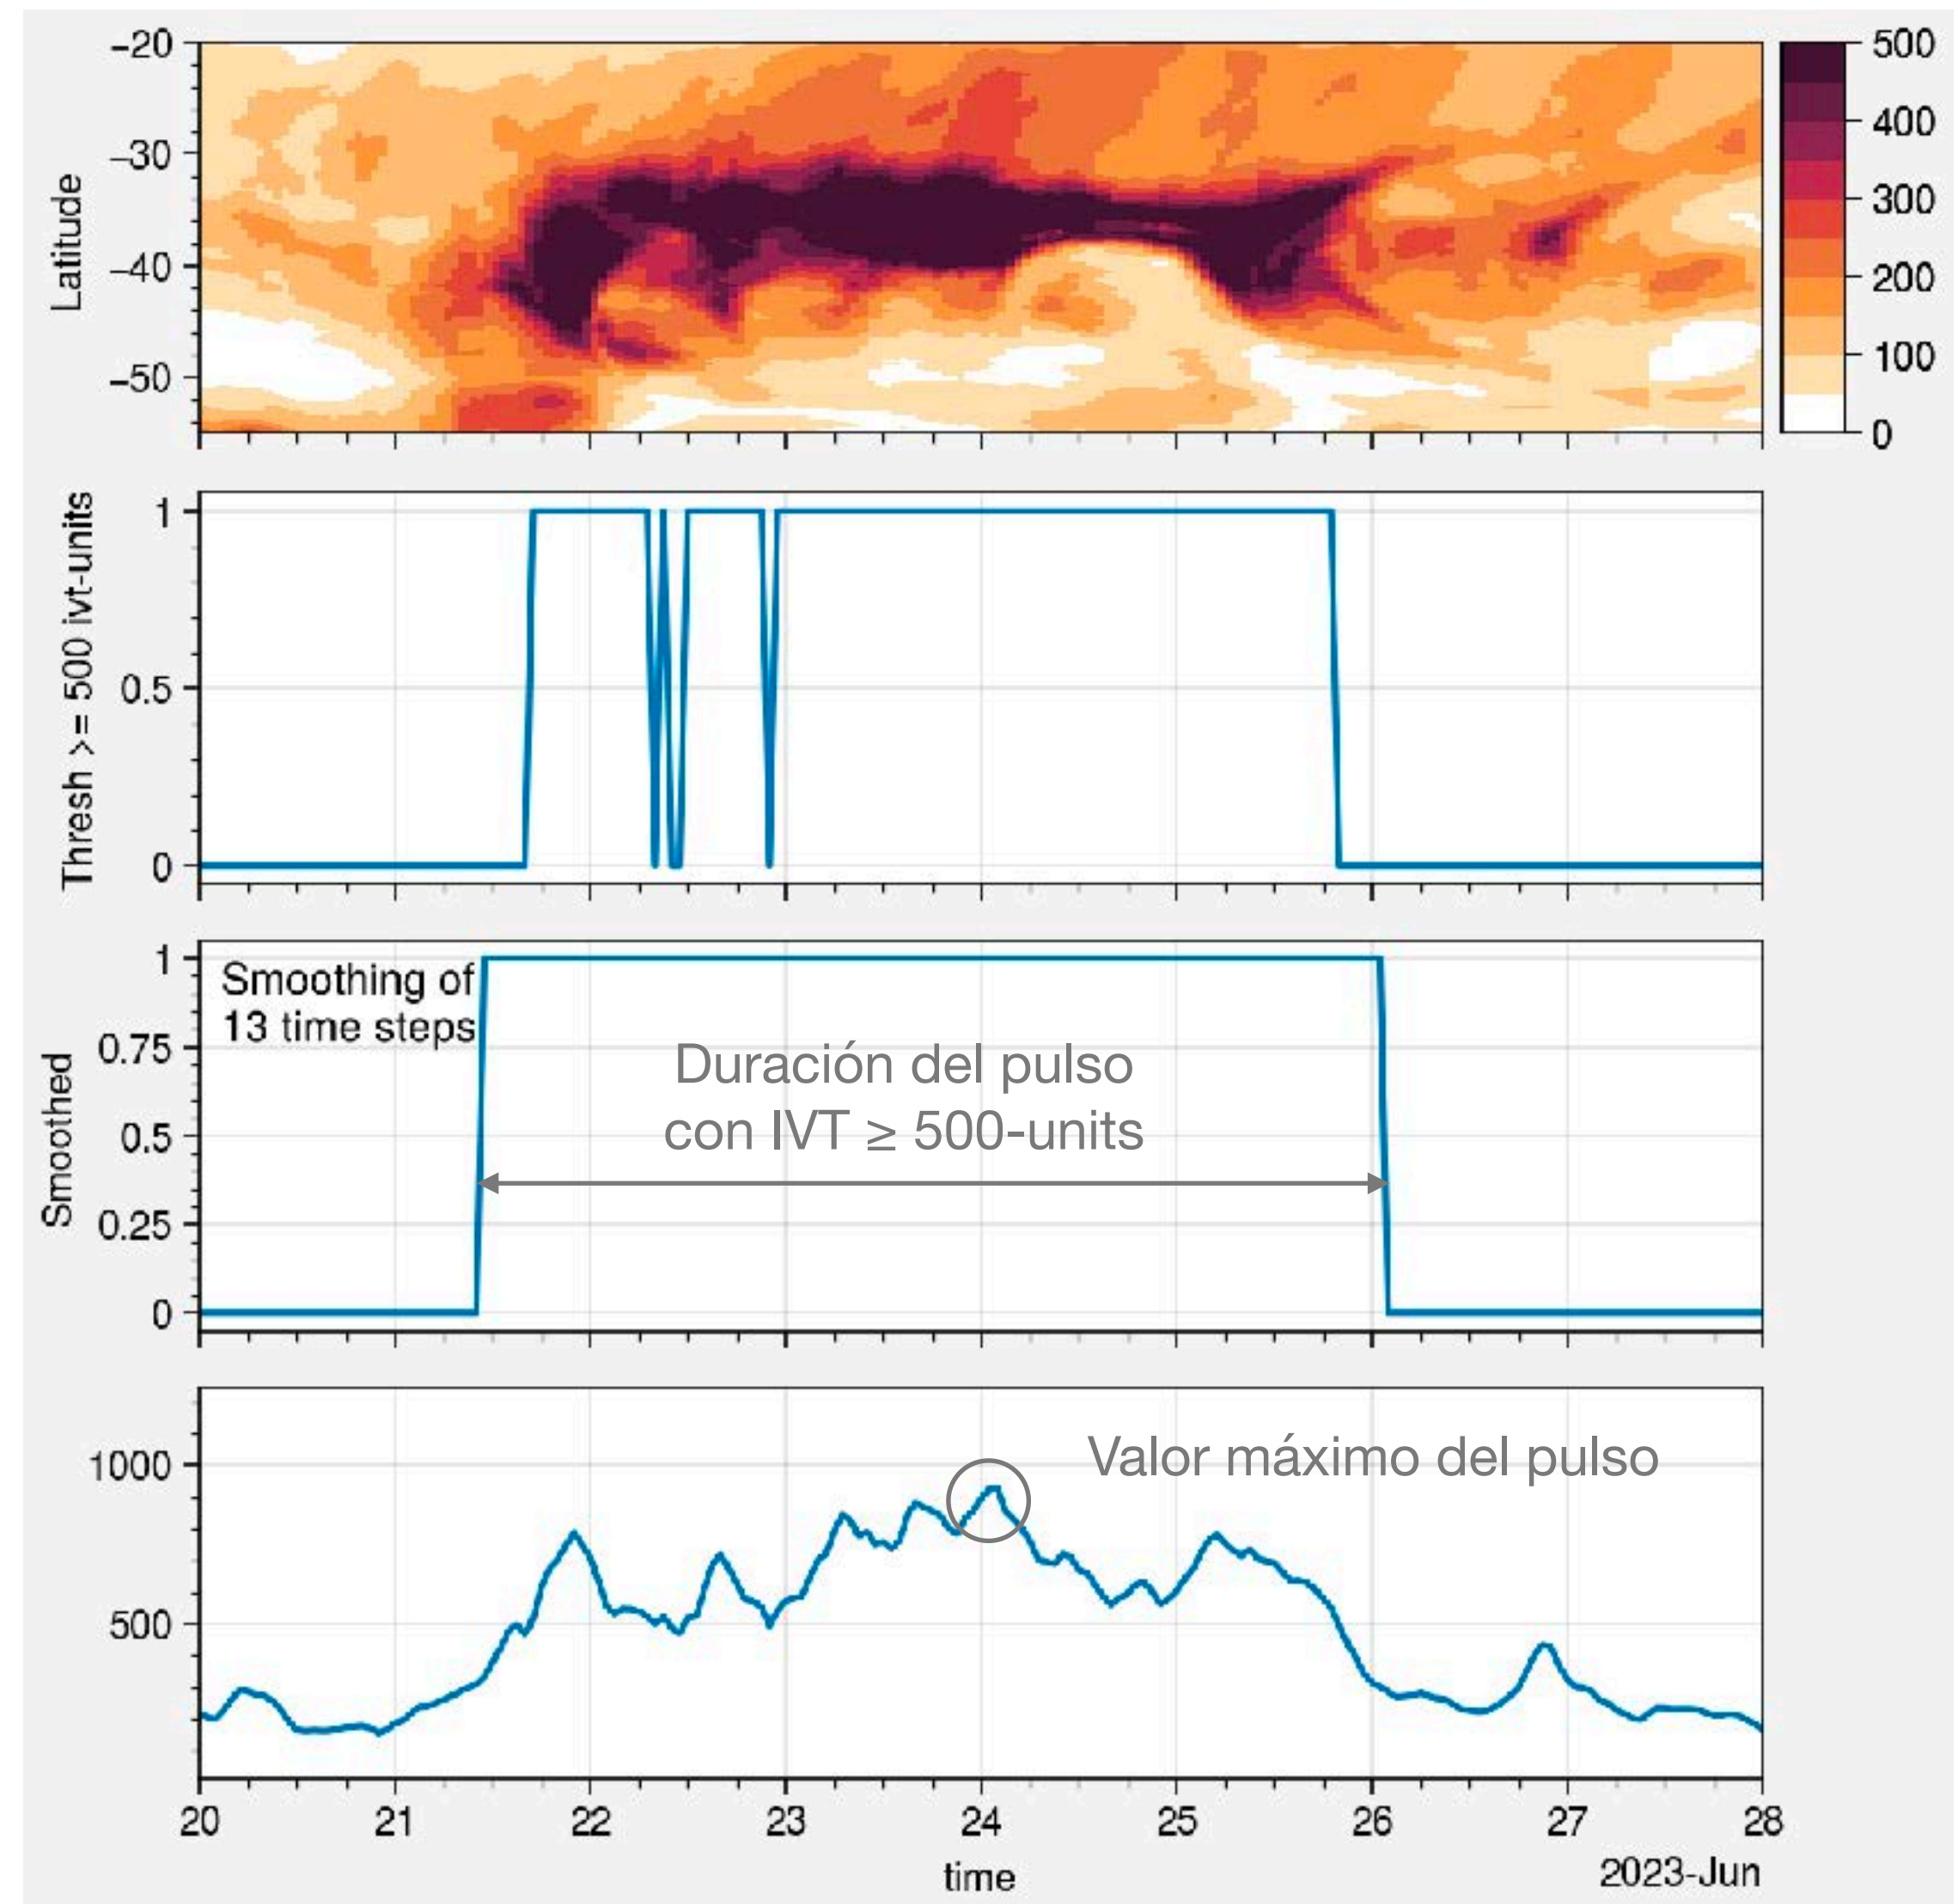 -20
-30
-40
-50
Latitude
500
400
300
200
100
0
1
0.5
0
Thresh >= 500 ivt-units
1
0.75
0.5
0.25
0
Smoothed
Smoothing of
13 time steps
Duración del pulso
con IVT ≥ 500-units
1000
500
Valor máximo del pulso
20 21 22 23 24 25 26 27 28
time
2023-Jun